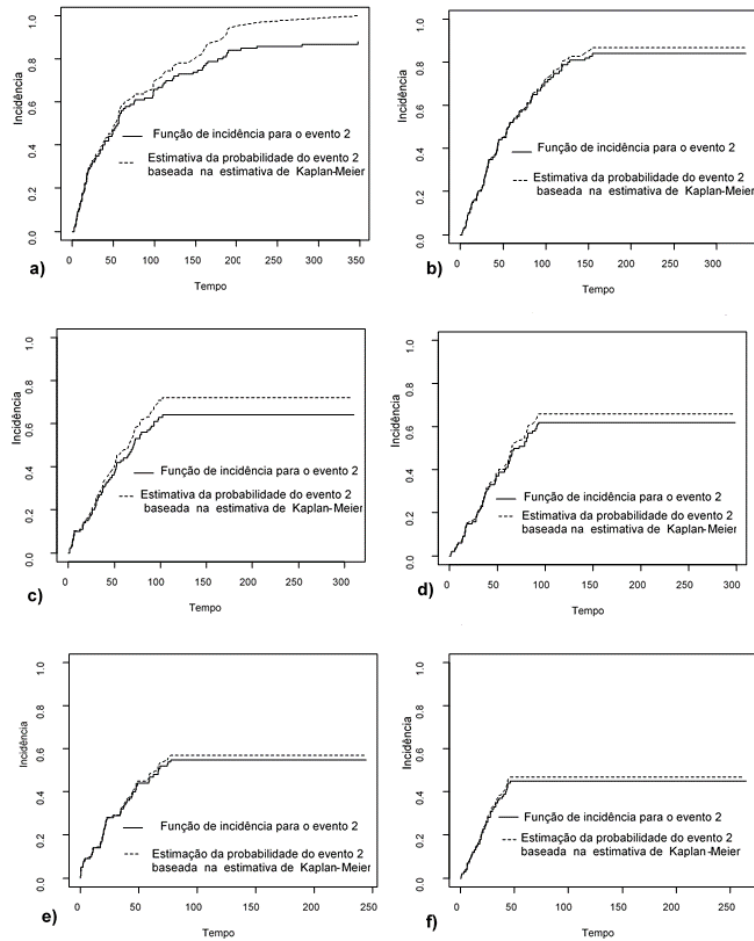 Incidência
0.0 0.2 0.4 0.6 0.8 1.0
Função de incidência para o evento 2
Estimativa da probabilidade do evento 2
baseada na estimativa de Kaplan-Meier
0 50 100 150 200 250 300 350
a)
Tempo
Incidência
0.0 0.2 0.4 0.6 0.8 1.0
Função de incidência para o evento 2
Estimativa da probabilidade do evento 2
baseada na estimativa de Kaplan-Meier
0 50 100 150 200 250 300
b)
Tempo
Incidência
0.0 0.2 0.4 0.6 0.8 1.0
Função de incidência para o evento 2
Estimativa da probabilidade do evento 2
baseada na estimativa de Kaplan-Meier
0 50 100 150 200 250 300
c)
Tempo
Incidência
0.0 0.2 0.4 0.6 0.8 1.0
Função de incidência para o evento 2
Estimativa da probabilidade do evento 2
baseada na estimativa de Kaplan-Meier
0 50 100 150 200 250 300
d)
Tempo
Incidência
0.0 0.2 0.4 0.6 0.8 1.0
Função de incidência para o evento 2
Estimação da probabilidade do evento 2
baseada na estimativa de Kaplan-Meier
0 50 100 150 200 250
e)
Tempo
Incidência
0.0 0.2 0.4 0.6 0.8 1.0
Função de incidência para o evento 2
Estimação da probabilidade do evento 2
baseada na estimativa de Kaplan-Meier
0 50 100 150 200 250
f)
Tempo